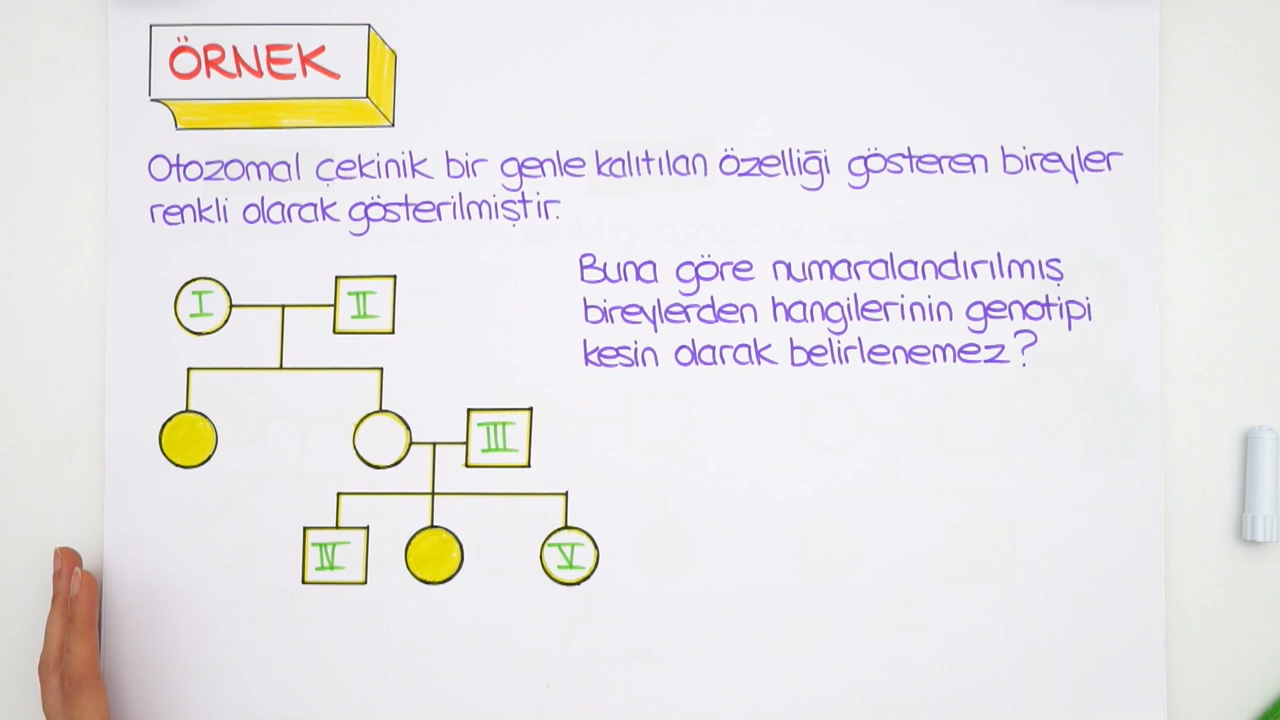 ÖRNEK
Otozomal çekinik bir genle kalıtılan özelliği gösteren bireyler
renkli olarak gösterilmiştir.
Buna göre numaralandırılmış
bireylerden hangilerinin genotipi
kesin olarak belirlenemez?
I
II
III
IV
V